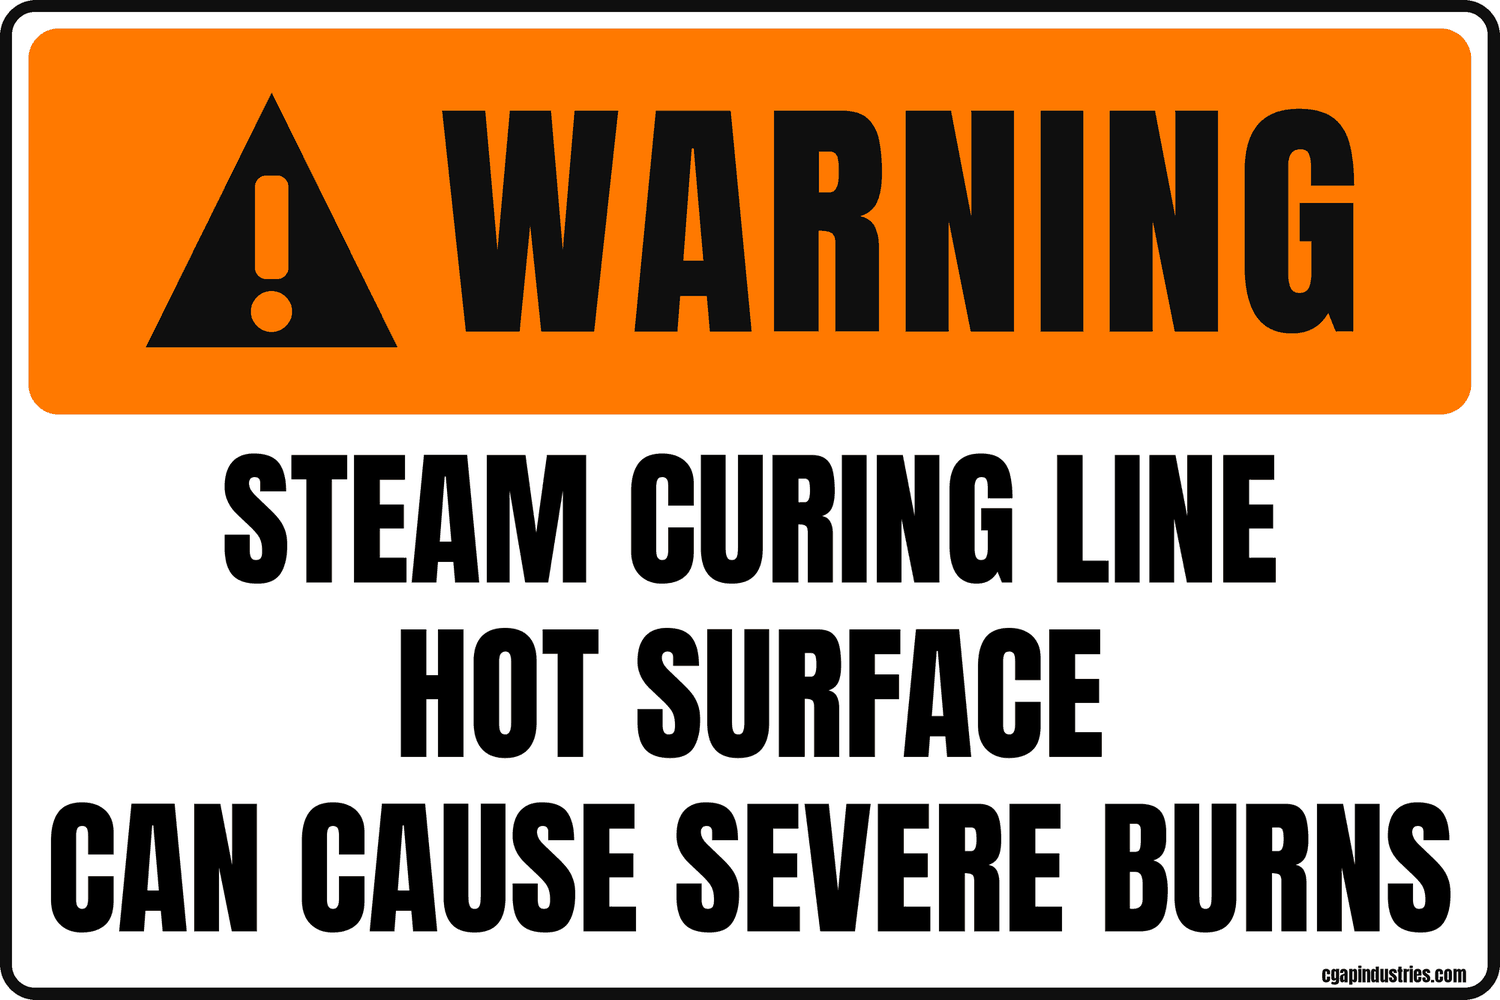 WARNING
STEAM CURING LINE
HOT SURFACE
CAN CAUSE SEVERE BURNS
cgapindustries.com